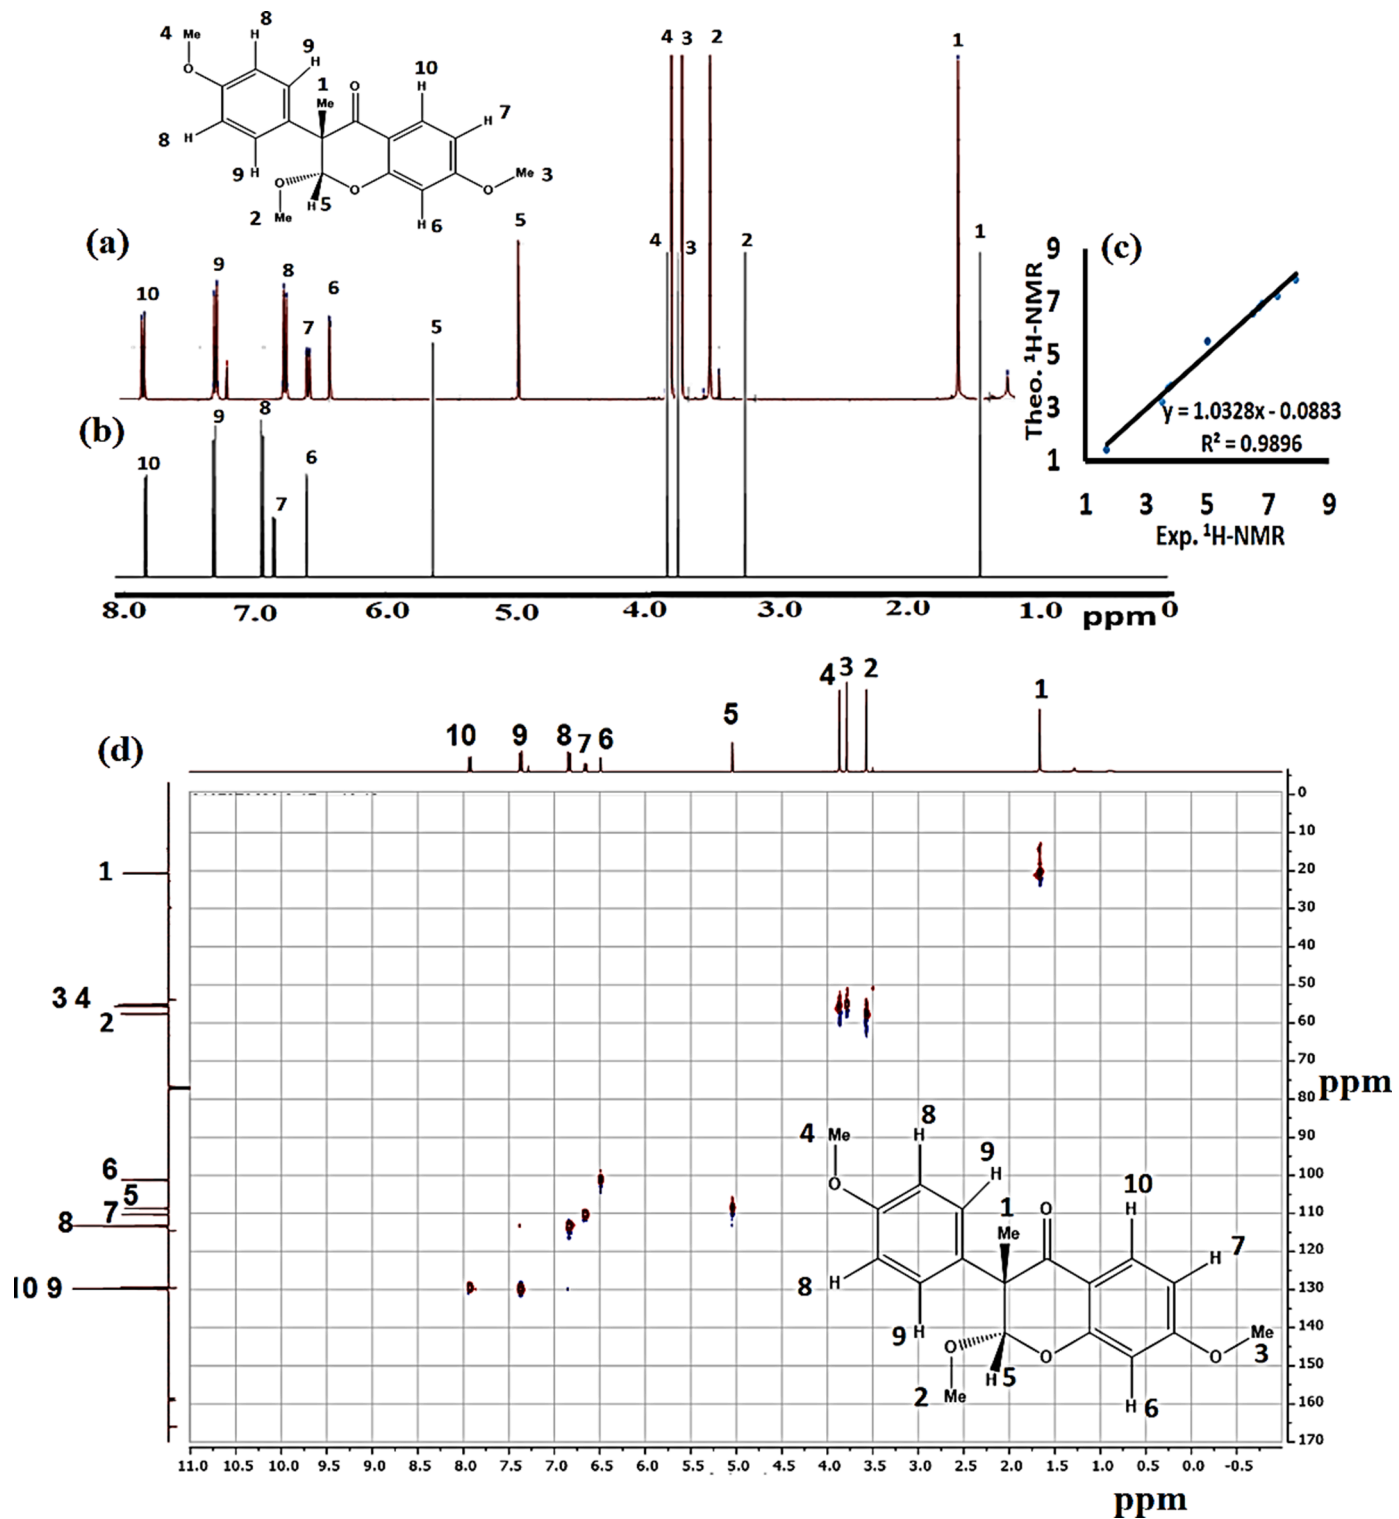 8
4 Me
9
O
H
H
10
1
Me
O
H
7
H
8
H
9
H
O
H
5
O
O
Me 3
2
Me
H
6
4 3 2
1
(a)
10
9
8
7
6
5
4
3
2
1
(b)
10
9
8
7
6
5
(c)
9
7
5
3
1
Theo. ¹H-NMR
y = 1.0328x - 0.0883
R² = 0.9896
1 3 5 7 9
Exp. ¹H-NMR
8.0 7.0 6.0 5.0 4.0 3.0 2.0 1.0 0
ppm
(d)
10 9 8 7 6 5 4 3 2 1
1
3 4
2
6
5
7
8
10 9
0
10
20
30
40
50
60
70
80
90
100
110
120
130
140
150
160
170
ppm
8
4 Me
H
9
O
H
10
1
Me
O
H
7
H
8
H
9
H
O
H 5
O
O
Me
3
2 Me
H 6
11.0 10.5 10.0 9.5 9.0 8.5 8.0 7.5 7.0 6.5 6.0 5.5 5.0 4.5 4.0 3.5 3.0 2.5 2.0 1.5 1.0 0.5 0.0 -0.5
ppm